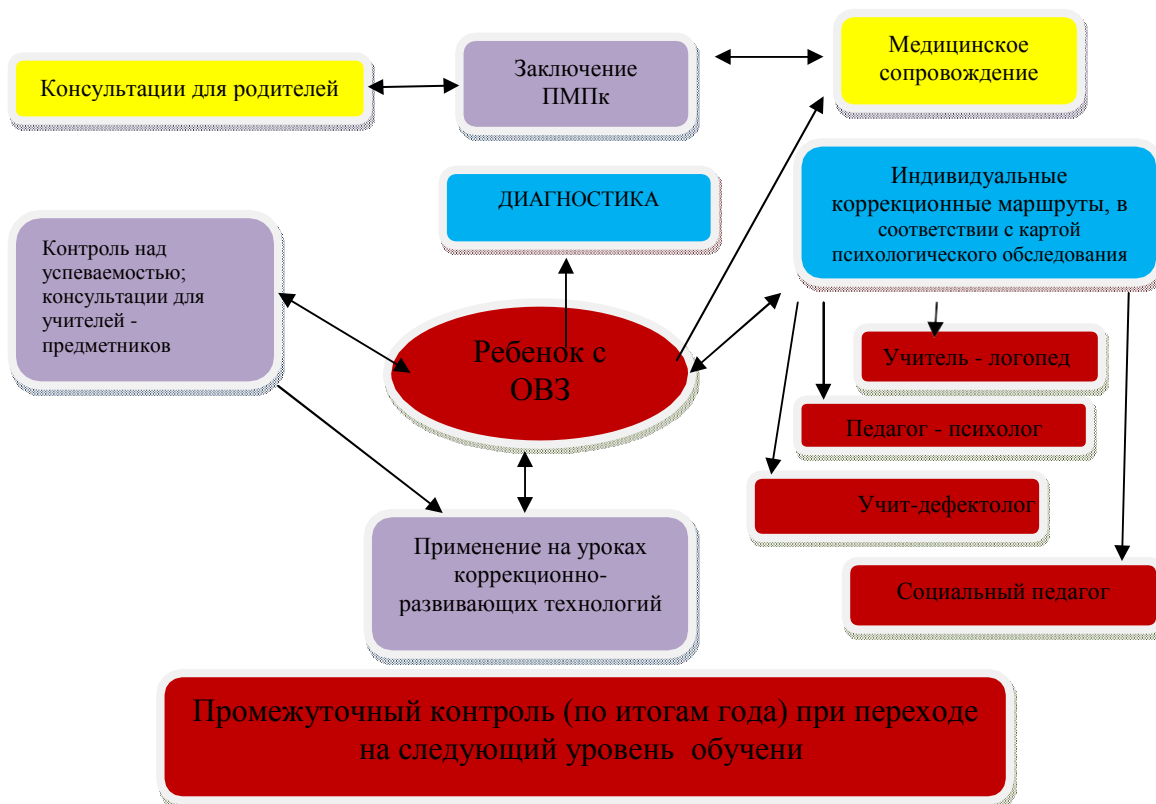 Консультации для родителей
Заключение
ПМПк
Медицинское
сопровождение
ДИАГНОСТИКА
Индивидуальные
коррекционные маршруты, в
соответствии с картой
психологического обследования
Контроль над
успеваемостью;
консультации для
учителей -
предметников
Ребенок с
ОВЗ
Учитель - логопед
Педагог - психолог
Учит-дефектолог
Социальный педагог
Применение на уроках
коррекционно-
развивающих технологий
Промежуточный контроль (по итогам года) при переходе
на следующий уровень обучени